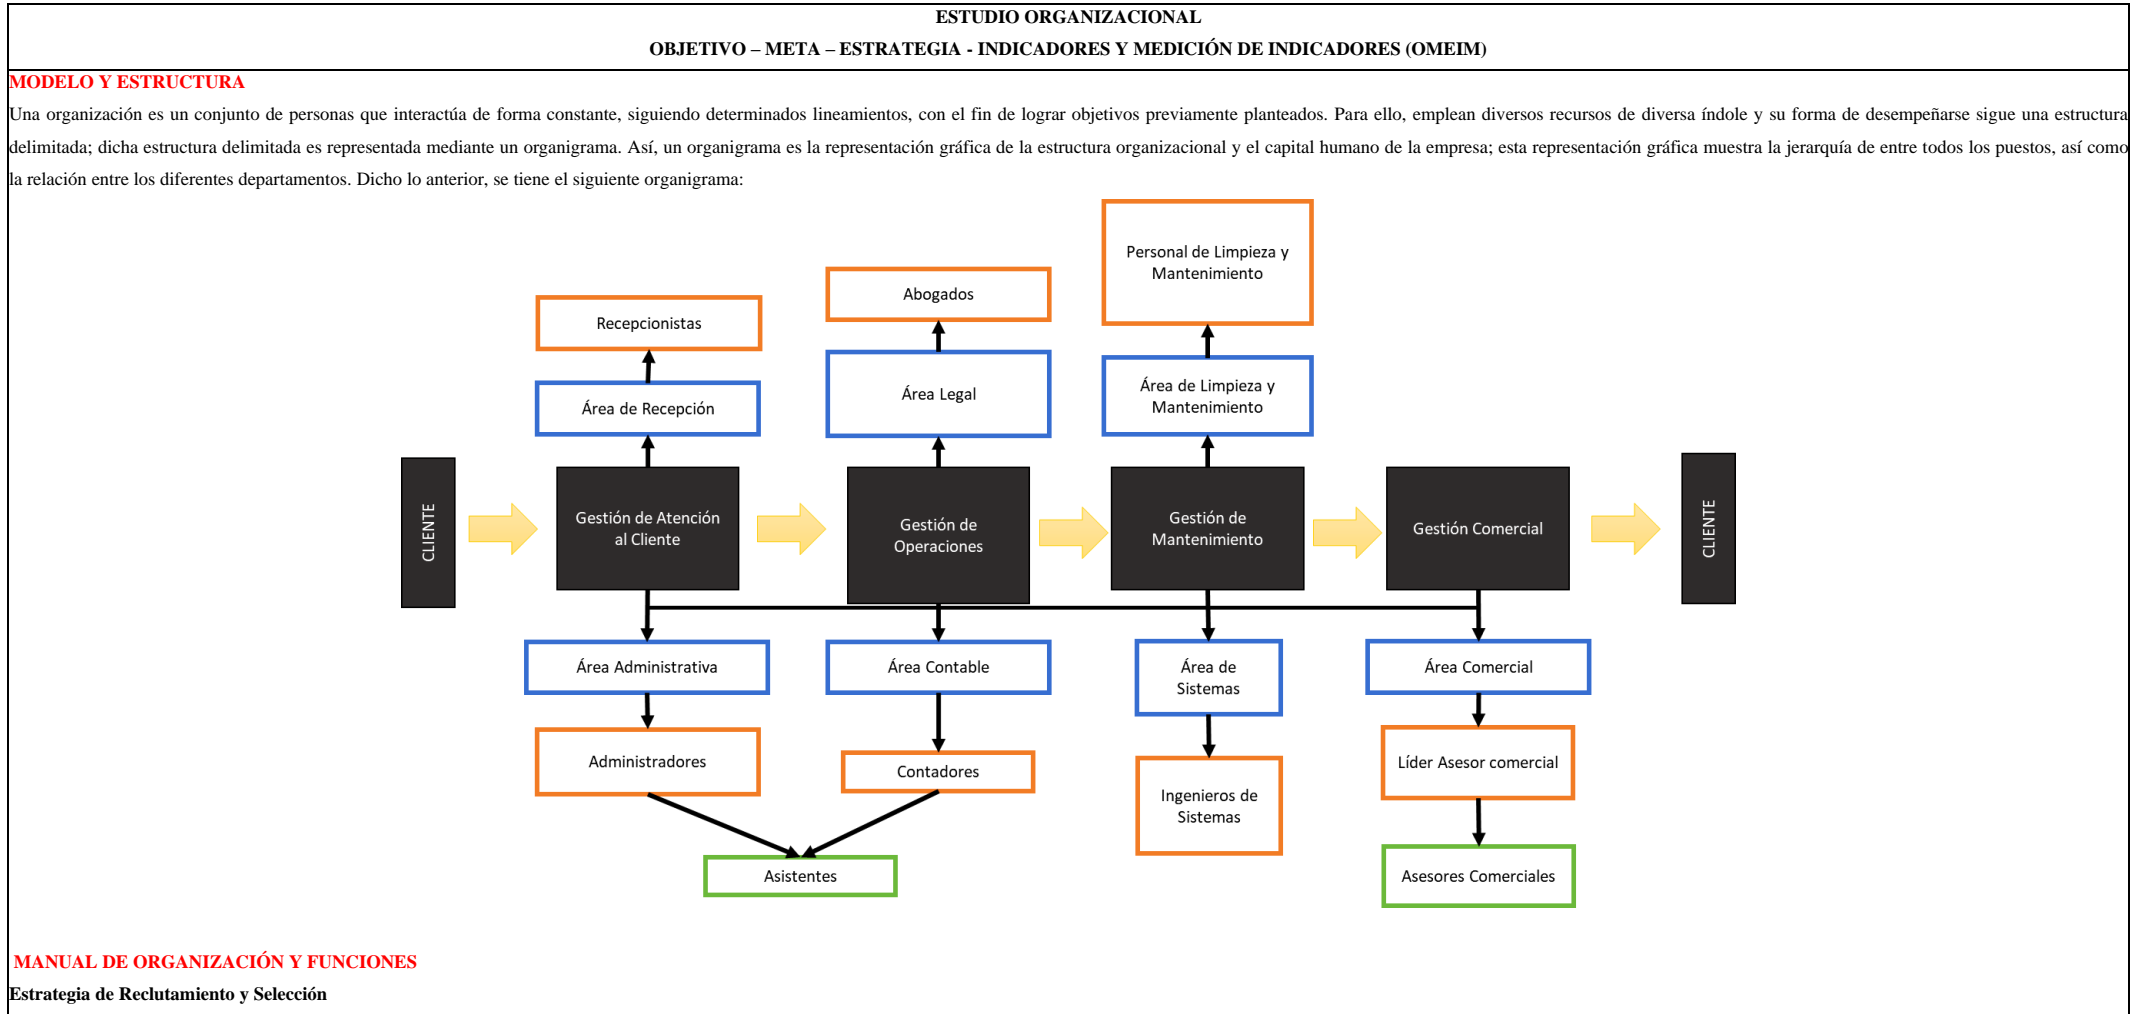 ESTUDIO ORGANIZACIONAL
OBJETIVO – META – ESTRATEGIA - INDICADORES Y MEDICIÓN DE INDICADORES (OMEIM)
MODELO Y ESTRUCTURA
Una organización es un conjunto de personas que interactúa de forma constante, siguiendo determinados lineamientos, con el fin de lograr objetivos previamente planteados. Para ello, emplean diversos recursos de diversa índole y su forma de desempeñarse sigue una estructura
delimitada; dicha estructura delimitada es representada mediante un organigrama. Así, un organigrama es la representación gráfica de la estructura organizacional y el capital humano de la empresa; esta representación gráfica muestra la jerarquía de entre todos los puestos, así como
la relación entre los diferentes departamentos. Dicho lo anterior, se tiene el siguiente organigrama:
Personal de Limpieza y
Mantenimiento
Abogados
Recepcionistas
Área de Recepción
Área Legal
Área de Limpieza y
Mantenimiento
CLIENTE
Gestión de Atención
al Cliente
Gestión de
Operaciones
Gestión de
Mantenimiento
Gestión Comercial
CLIENTE
Área Administrativa
Área Contable
Área de
Sistemas
Área Comercial
Administradores
Contadores
Ingenieros de
Sistemas
Líder Asesor comercial
Asistentes
Asesores Comerciales
MANUAL DE ORGANIZACIÓN Y FUNCIONES
Estrategia de Reclutamiento y Selección